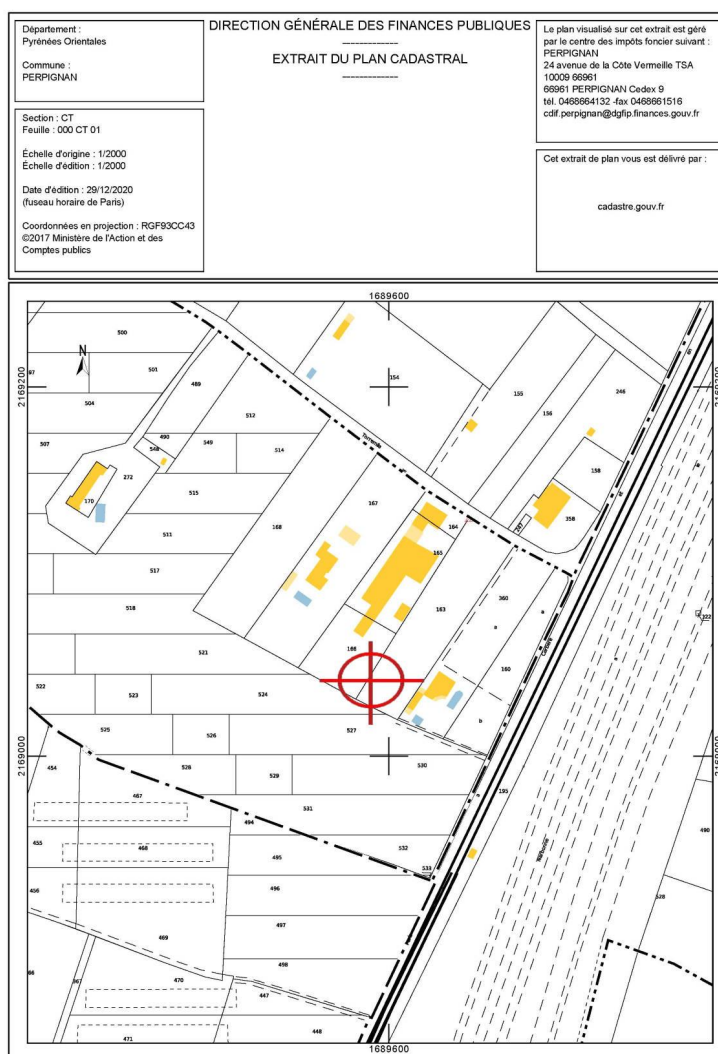 Département :
Pyrénées Orientales
Commune :
PERPIGNAN
Section : CT
Feuille : 000 CT 01
Échelle d'origine : 1/2000
Échelle d'édition : 1/2000
Date d'édition : 29/12/2020
(fuseau horaire de Paris)
Coordonnées en projection : RGF93CC43
©2017 Ministère de l'Action et des
Comptes publics
DIRECTION GÉNÉRALE DES FINANCES PUBLIQUES
-------------
EXTRAIT DU PLAN CADASTRAL
-------------
Le plan visualisé sur cet extrait est géré
par le centre des impôts foncier suivant :
PERPIGNAN
24 avenue de la Côte Vermeille TSA
10009 66961
66961 PERPIGNAN Cedex 9
tél. 0468664132 -fax 0468661516
cdif.perpignan@dgfip.finances.gouv.fr
Cet extrait de plan vous est délivré par :
cadastre.gouv.fr
1689600
2169200
2169200
N
500
501
504
489
512
154
155
156
246
507
490
548
549
514
158
272
170
515
167
168
164
165
247
358
511
517
518
163
360
a
a
322
521
166
160
b
522
523
524
527
525
526
530
2169000
2169000
454
528
529
467
531
195
494
532
455
468
495
533
490
456
496
528
469
497
498
470
447
471
448
1689600